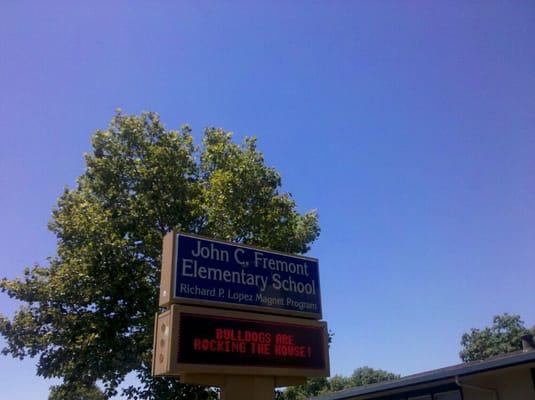 John C. Fremont
Elementary School
Richard P. Lopez Magnet Program
BULLDOGS ARE
ROCKING THE HOUSE!